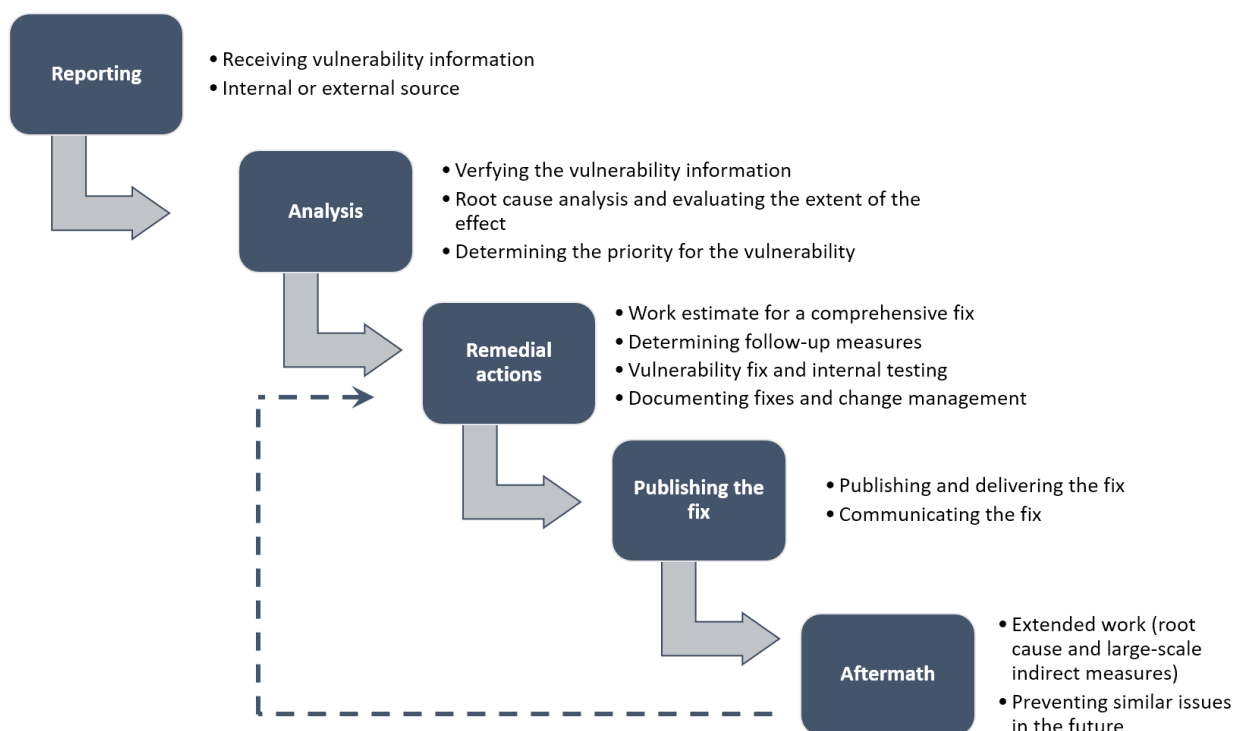 Reporting
• Receiving vulnerability information
• Internal or external source
Analysis
• Verfying the vulnerability information
• Root cause analysis and evaluating the extent of the
effect
• Determining the priority for the vulnerability
Remedial
actions
• Work estimate for a comprehensive fix
• Determining follow-up measures
• Vulnerability fix and internal testing
• Documenting fixes and change management
Publishing the
fix
• Publishing and delivering the fix
• Communicating the fix
Aftermath
• Extended work (root
cause and large-scale
indirect measures)
• Preventing similar issues
in the future